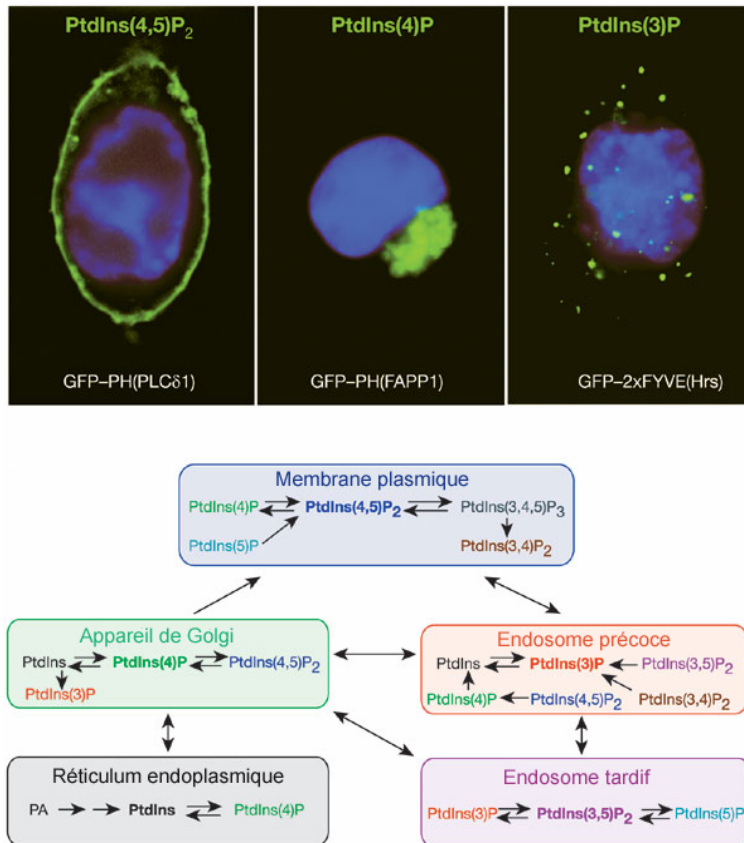 PtdIns(4,5)P₂ PtdIns(4)P PtdIns(3)P
GFP–PH(PLCδ1) GFP–PH(FAPP1) GFP–2xFYVE(Hrs)
Membrane plasmique
PtdIns(4)P PtdIns(4,5)P₂ PtdIns(3,4,5)P₃
PtdIns(5)P PtdIns(3,4)P₂
Appareil de Golgi
PtdIns PtdIns(4)P PtdIns(4,5)P₂
PtdIns(3)P
Endosome précoce
PtdIns PtdIns(3)P PtdIns(3,5)P₂
PtdIns(4)P PtdIns(4,5)P₂ PtdIns(3,4)P₂
Réticulum endoplasmique
PA PtdIns PtdIns(4)P
Endosome tardif
PtdIns(3)P PtdIns(3,5)P₂ PtdIns(5)P